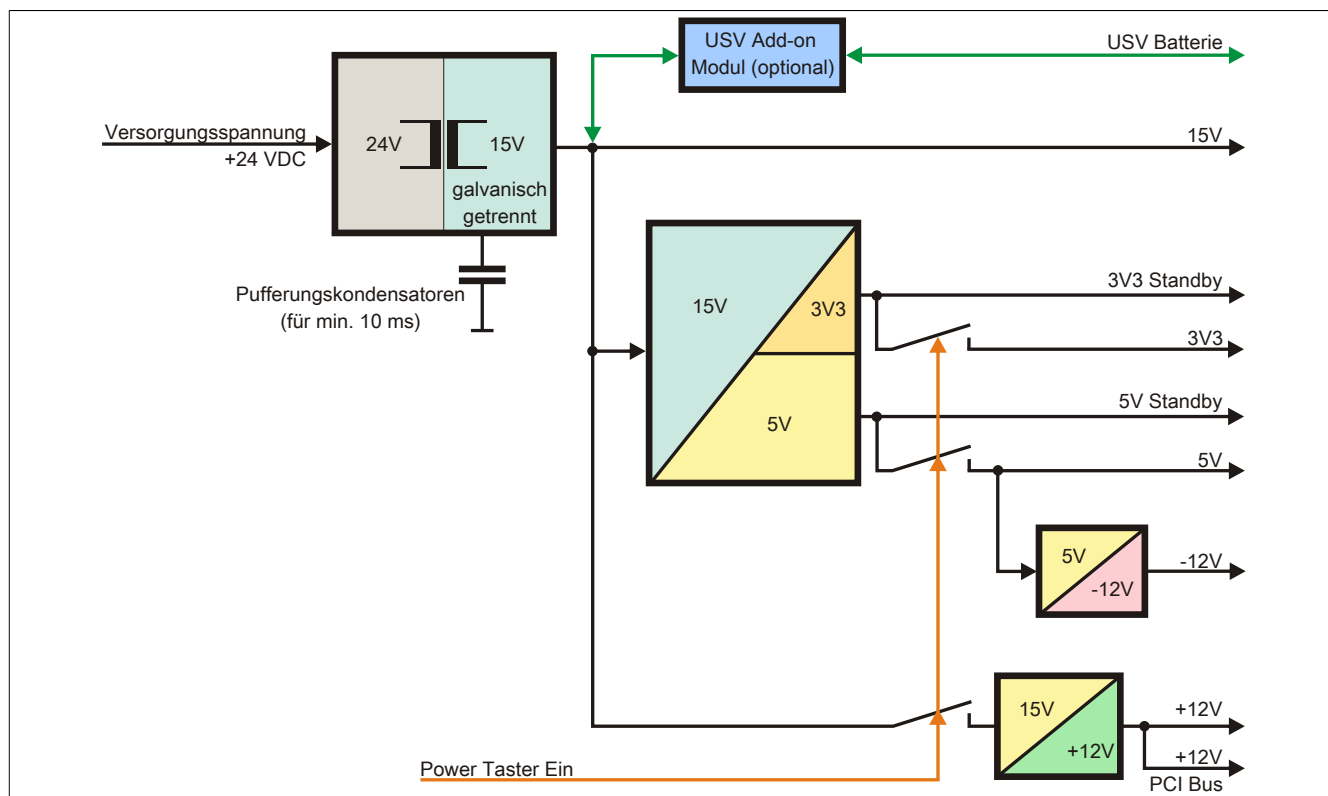 USV Add-on
Modul (optional)
USV Batterie
Versorgungsspannung
+24 VDC
24V
15V
galvanisch
getrennt
15V
Pufferungskondensatoren
(für min. 10 ms)
15V
3V3
5V
3V3 Standby
3V3
5V Standby
5V
5V
-12V
-12V
15V
+12V
+12V
+12V
PCI Bus
Power Taster Ein